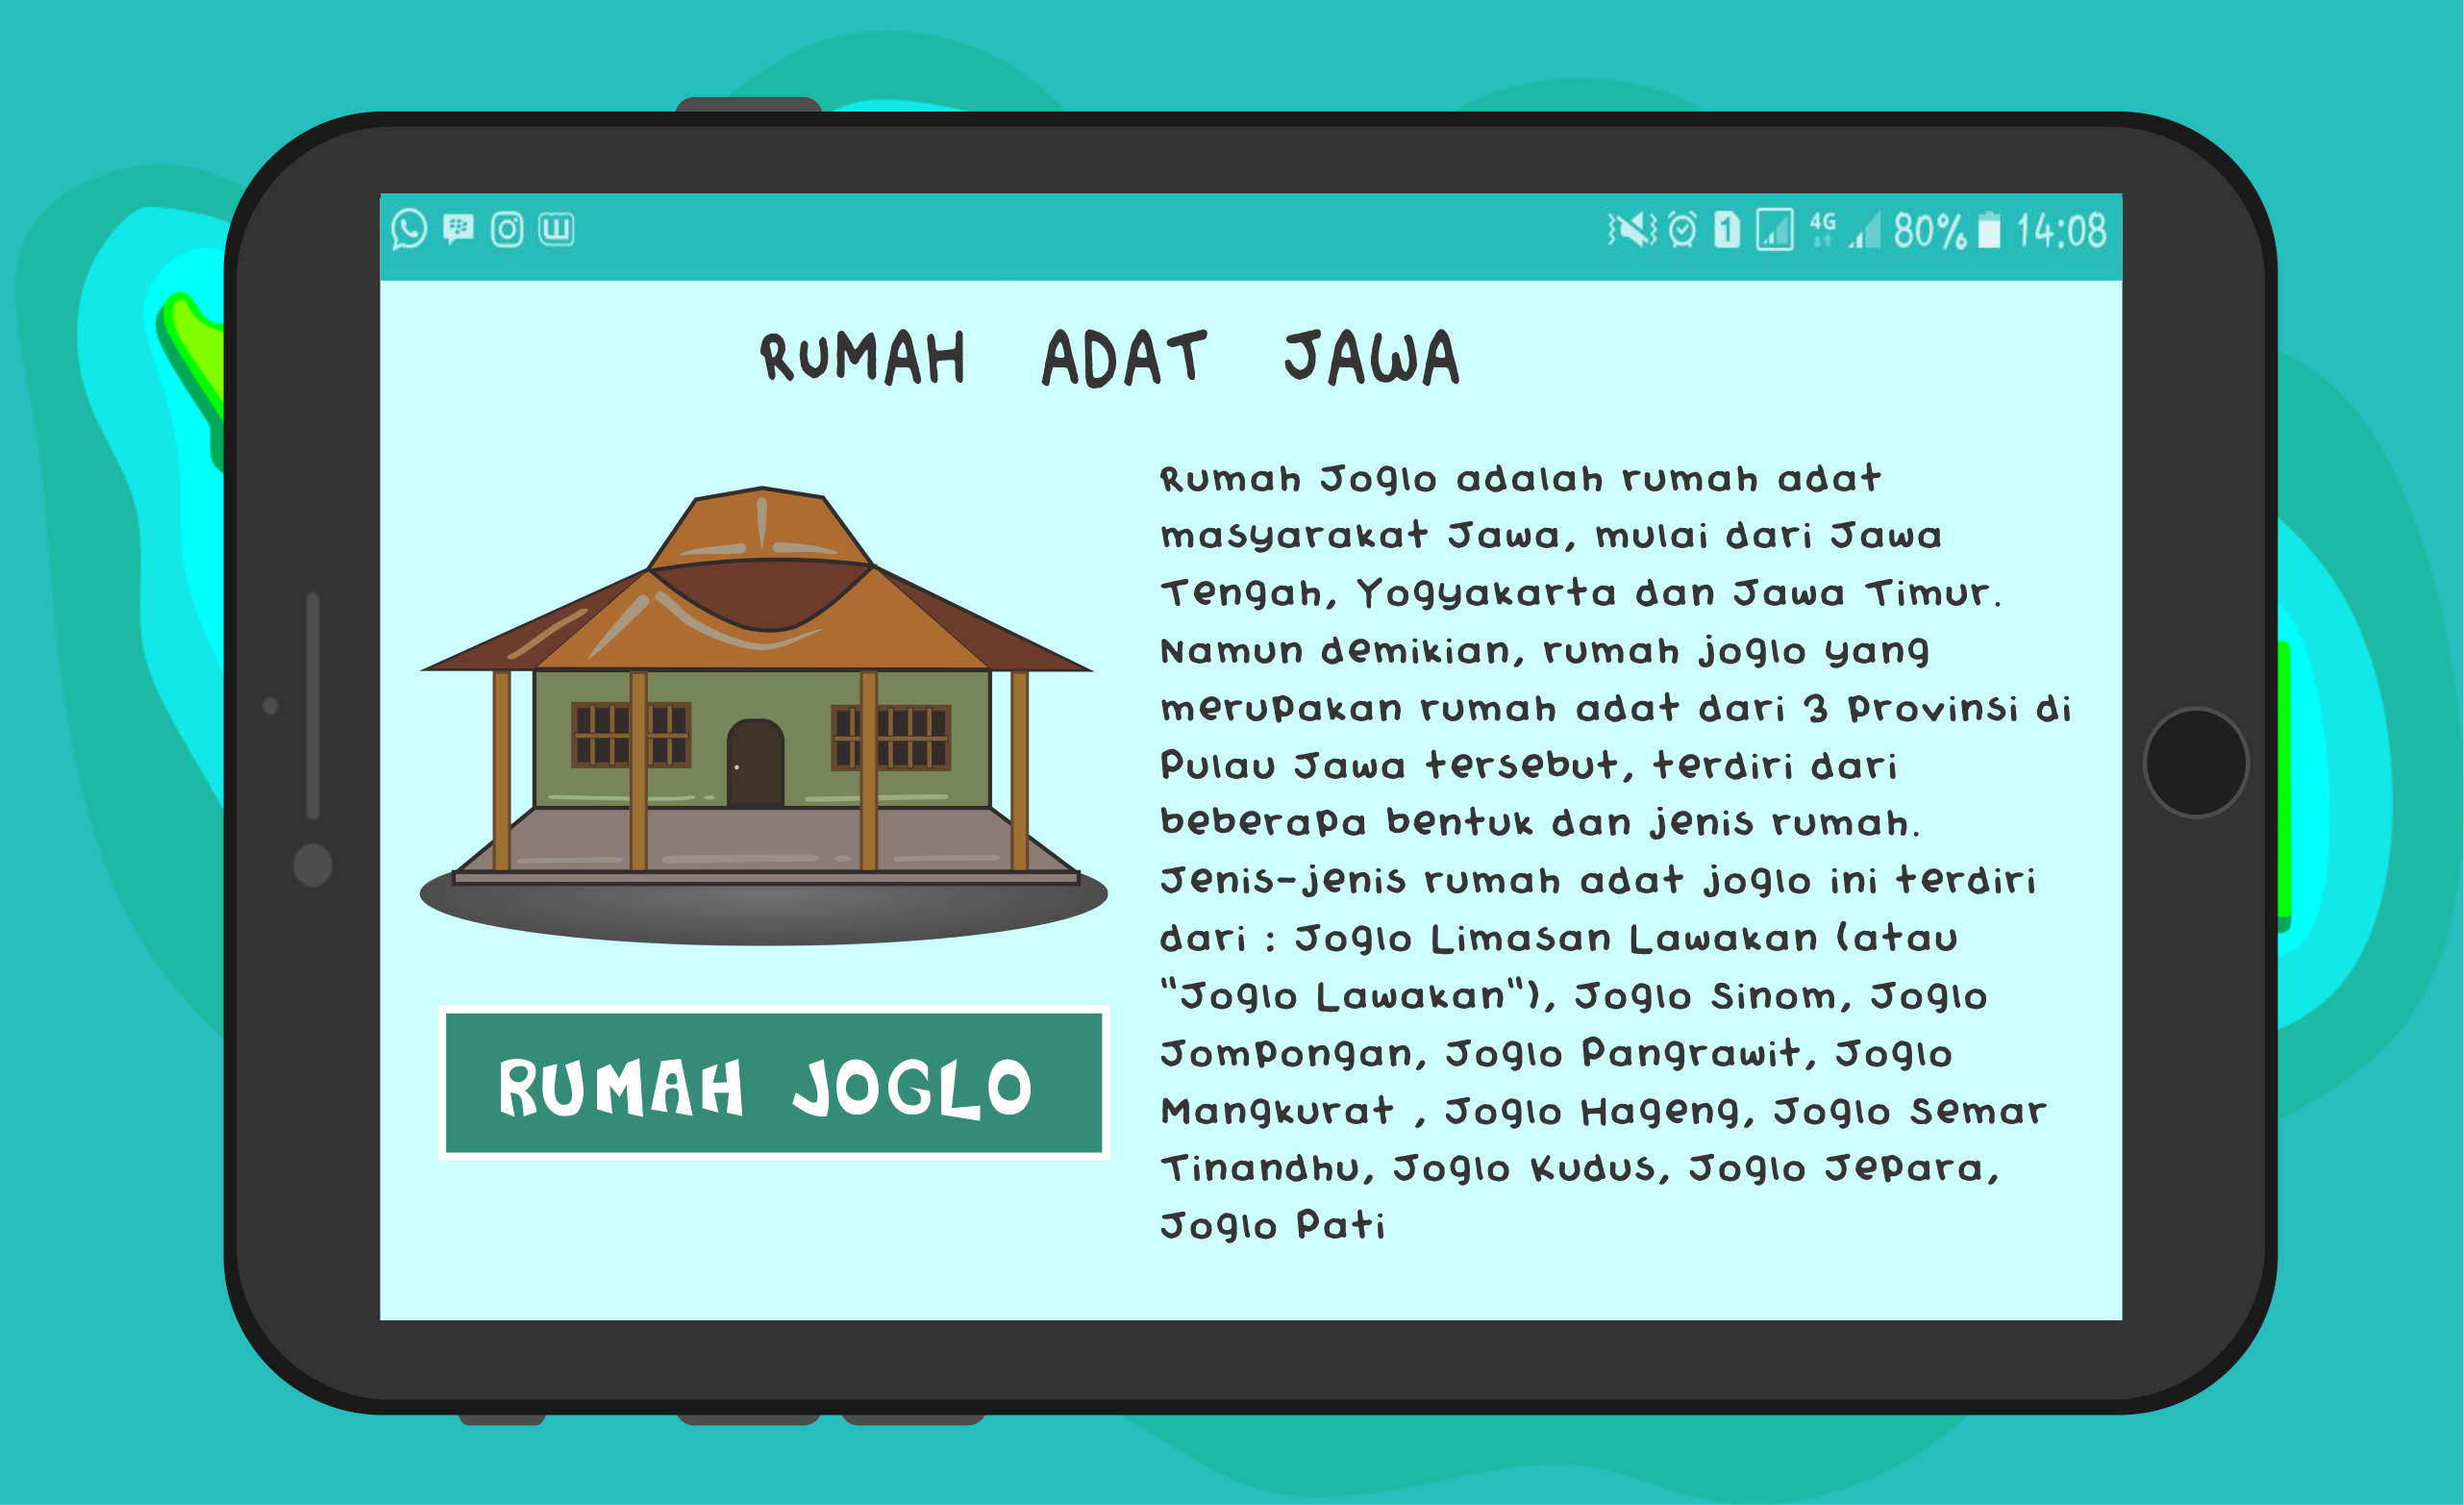 4G 80% 14:08
1
RUMAH ADAT JAWA
Rumah Joglo adalah rumah adat
masyarakat Jawa, mulai dari Jawa
Tengah, Yogyakarta dan Jawa Timur.
Namun demikian, rumah joglo yang
merupakan rumah adat dari 3 Provinsi di
Pulau Jawa tersebut, terdiri dari
beberapa bentuk dan jenis rumah.
Jenis-jenis rumah adat joglo ini terdiri
dari : Joglo Limasan Lawakan (atau
"Joglo Lawakan"), Joglo Sinom, Joglo
Jompongan, Joglo Pangrawit, Joglo
Mangkurat , Joglo Hageng, Joglo Semar
Tinandhu, Joglo Kudus, Joglo Jepara,
Joglo Pati
RUMAH JOGLO